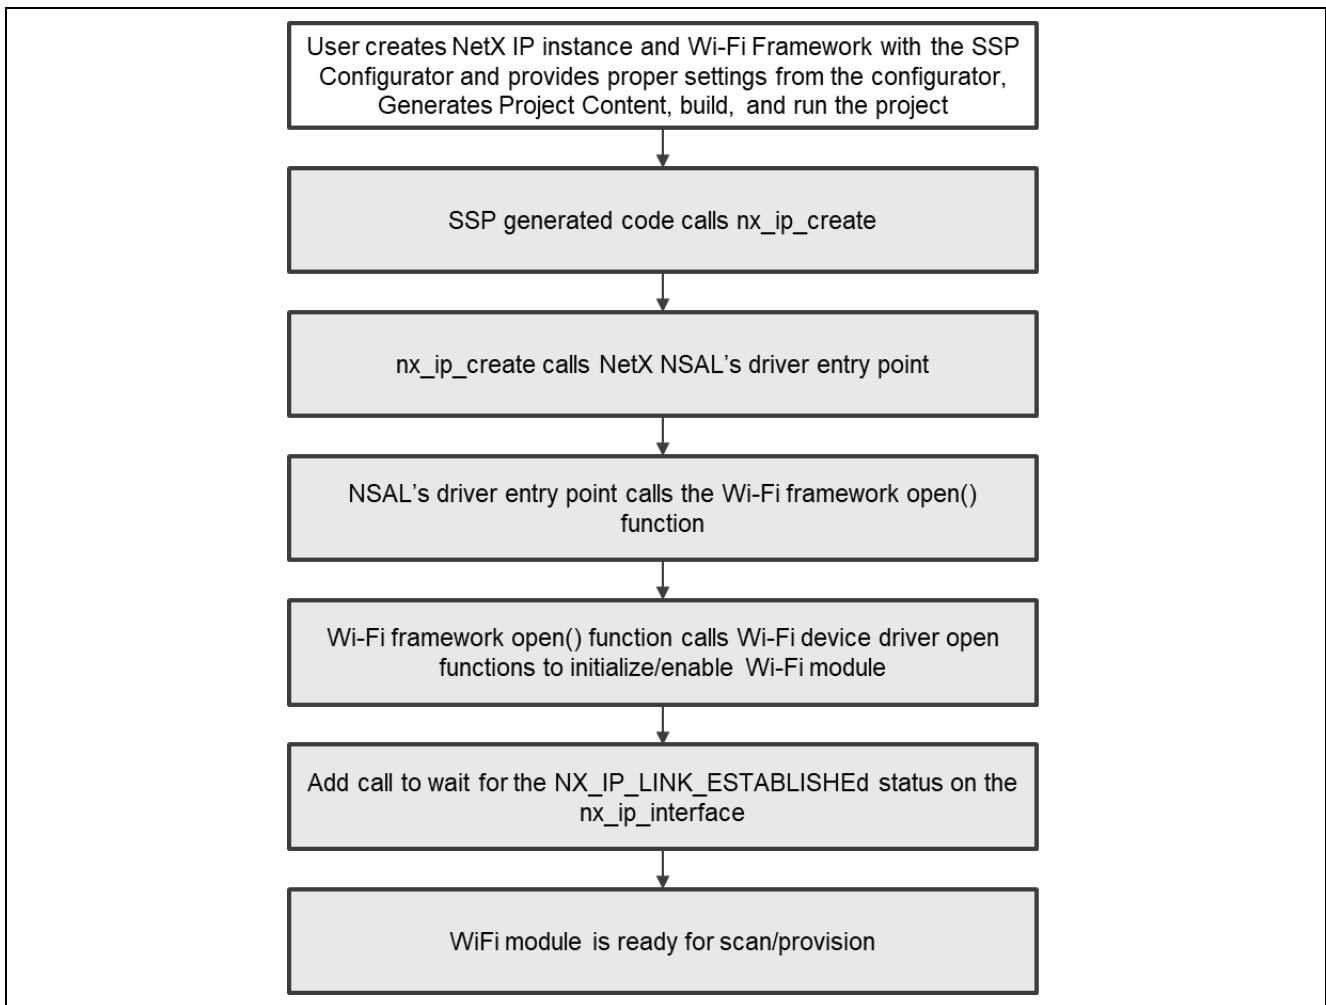 User creates NetX IP instance and Wi-Fi Framework with the SSP
Configurator and provides proper settings from the configurator,
Generates Project Content, build, and run the project
SSP generated code calls nx_ip_create
nx_ip_create calls NetX NSAL’s driver entry point
NSAL’s driver entry point calls the Wi-Fi framework open()
function
Wi-Fi framework open() function calls Wi-Fi device driver open
functions to initialize/enable Wi-Fi module
Add call to wait for the NX_IP_LINK_ESTABLISHEd status on the
nx_ip_interface
WiFi module is ready for scan/provision